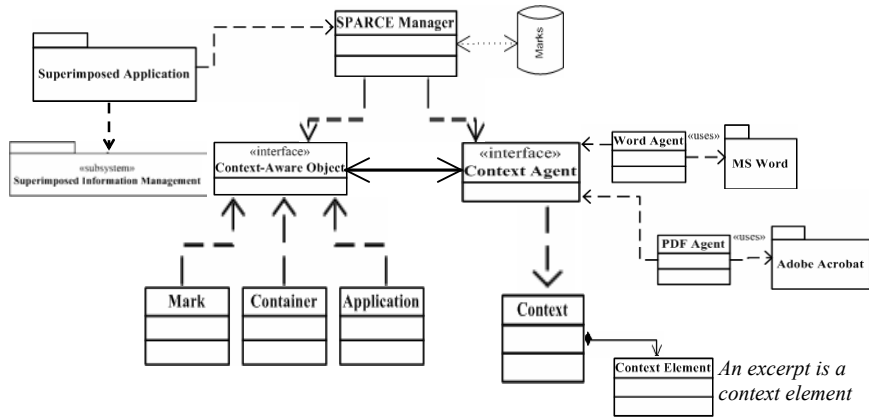 SPARCE Manager
Marks
Superimposed Application
«subsystem»
Superimposed Information Management
«interface»
Context-Aware Object
«interface»
Context Agent
Word Agent
«uses»
MS Word
PDF Agent
«uses»
Adobe Acrobat
Mark
Container
Application
Context
Context Element
An excerpt is a
context element